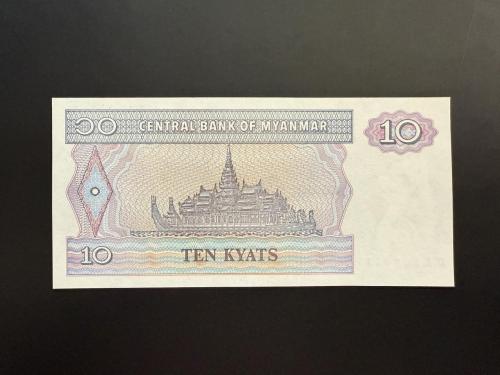 ၁၀ CENTRAL BANK OF MYANMAR 10
10 TEN KYATS